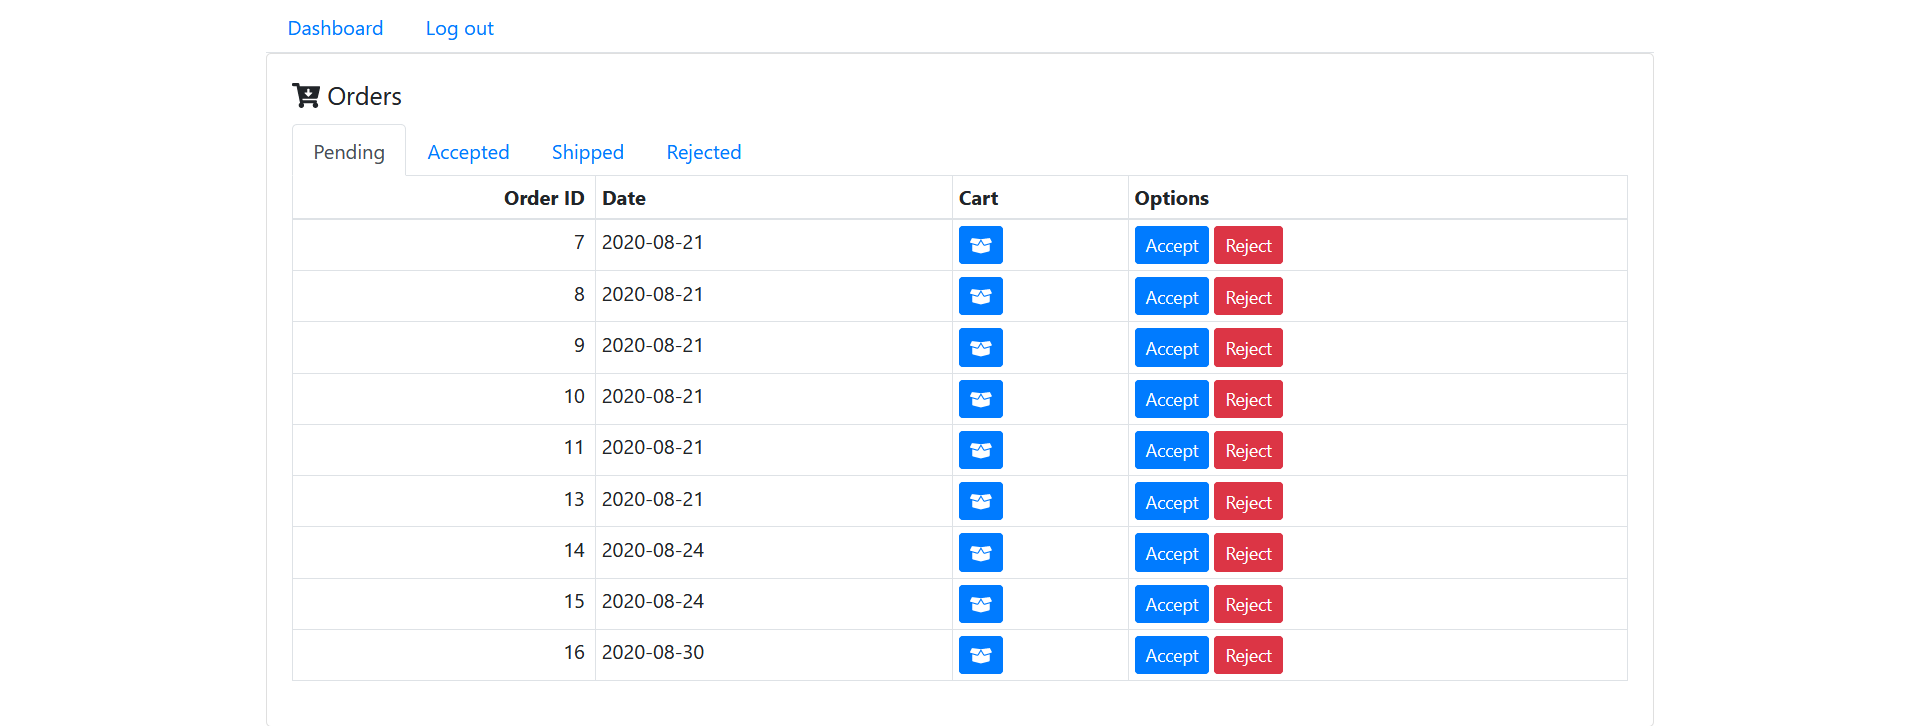 Dashboard Log out
Orders
Pending Accepted Shipped Rejected
Order ID Date Cart Options
7 2020-08-21 Accept Reject
8 2020-08-21 Accept Reject
9 2020-08-21 Accept Reject
10 2020-08-21 Accept Reject
11 2020-08-21 Accept Reject
13 2020-08-21 Accept Reject
14 2020-08-24 Accept Reject
15 2020-08-24 Accept Reject
16 2020-08-30 Accept Reject